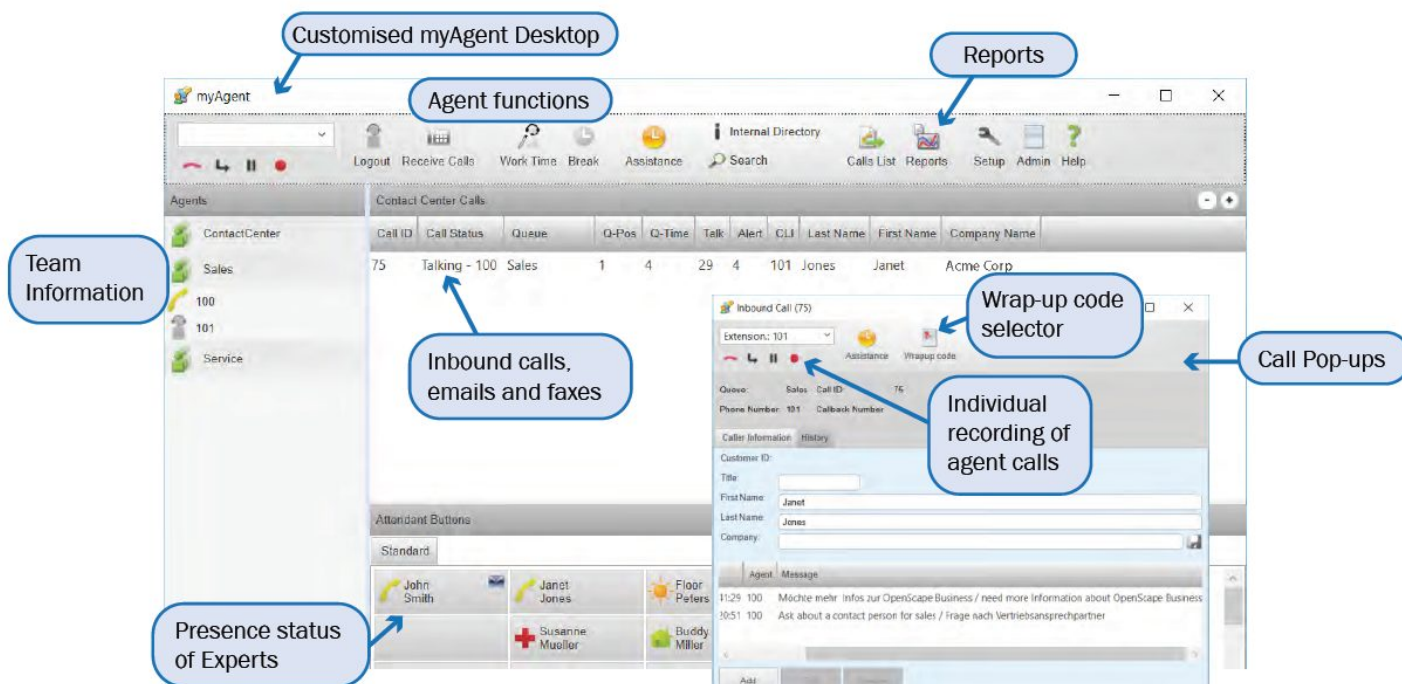 Customised myAgent Desktop
Reports
myAgent
Agent functions
Internal Directory
Logout Receive Calls Work Time Break Assistance Search Calls List Reports Setup Admin Help
Agents
Contact Center Calls
ContactCenter
Call ID Call Status Queue Q-Pos Q-Time Talk Alert CLI Last Name First Name Company Name
Team
Information
Sales
75 Talking - 100 Sales 1 4 29 4 101 Jones Janet Acme Corp
100
101
Service
Inbound calls,
emails and faxes
Inbound Call (75)
Wrap-up code
selector
Extension.: 101
Assistance Wrapup code
Call Pop-ups
Queue: Sales Call ID: 75
Phone Number: 101 Callback Number
Individual
recording of
agent calls
Caller Information History
Customer ID:
Title:
First Name: Janet
Last Name: Jones
Company:
Attendant Buttons
Standard
Agent Message
John
Smith
Janet
Jones
Floor
Peters
100 Möchte mehr Infos zur OpenScape Business / need more Information about OpenScape Business
20:51 100 Ask about a contact person for sales / Frage nach Vertriebsansprechpartner
Presence status
of Experts
Susanne
Mueller
Buddy
Miller
Add